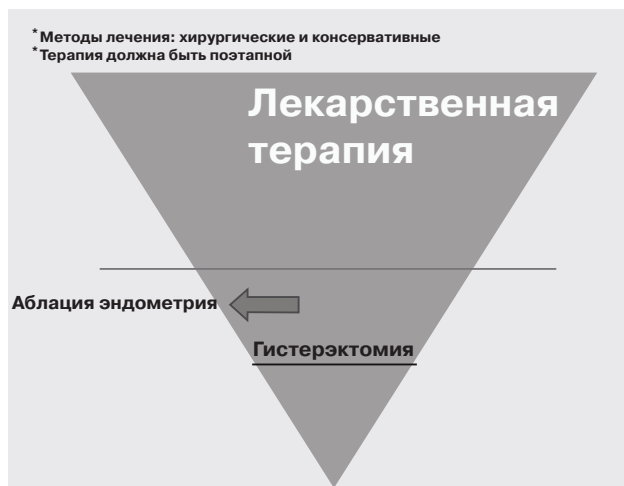 * Методы лечения: хирургические и консервативные
* Терапия должна быть поэтапной
Лекарственная
терапия
Аблация эндометрия
Гистерэктомия